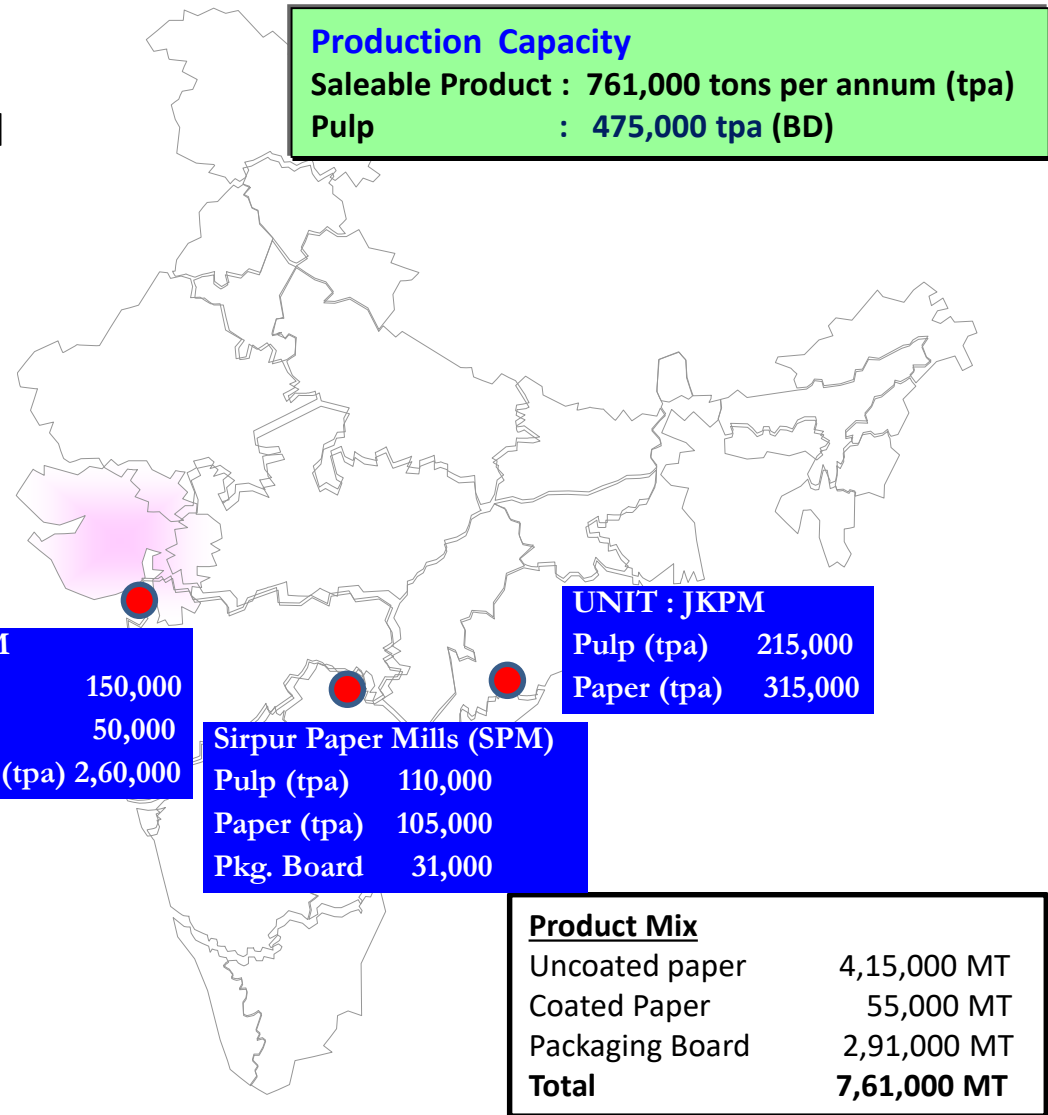 Production Capacity
Saleable Product : 761,000 tons per annum (tpa)
Pulp : 475,000 tpa (BD)
UNIT : JKPM
Pulp (tpa) 215,000
Paper (tpa) 315,000
M
150,000
50,000
(tpa) 2,60,000
Sirpur Paper Mills (SPM)
Pulp (tpa) 110,000
Paper (tpa) 105,000
Pkg. Board 31,000
Product Mix
Uncoated paper 4,15,000 MT
Coated Paper 55,000 MT
Packaging Board 2,91,000 MT
Total 7,61,000 MT